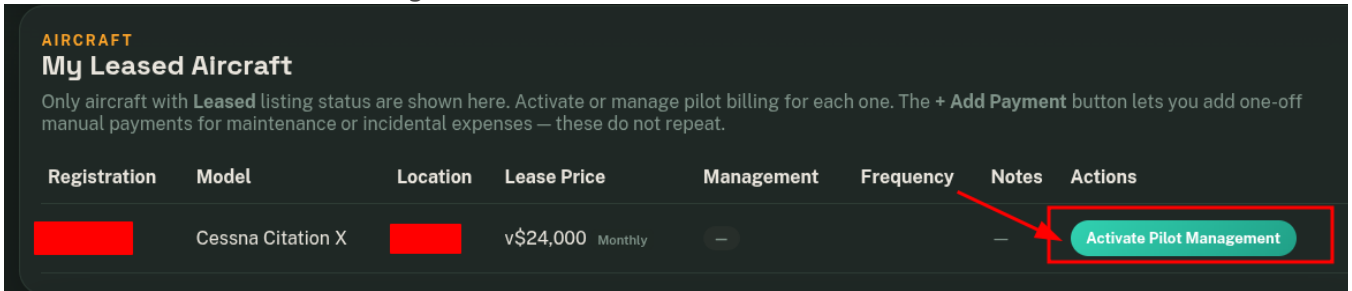 AIRCRAFT
My Leased Aircraft
Only aircraft with Leased listing status are shown here. Activate or manage pilot billing for each one. The + Add Payment button lets you add one-off
manual payments for maintenance or incidental expenses — these do not repeat.
Registration Model Location Lease Price Management Frequency Notes Actions
Cessna Citation X v$24,000 Monthly — — Activate Pilot Management